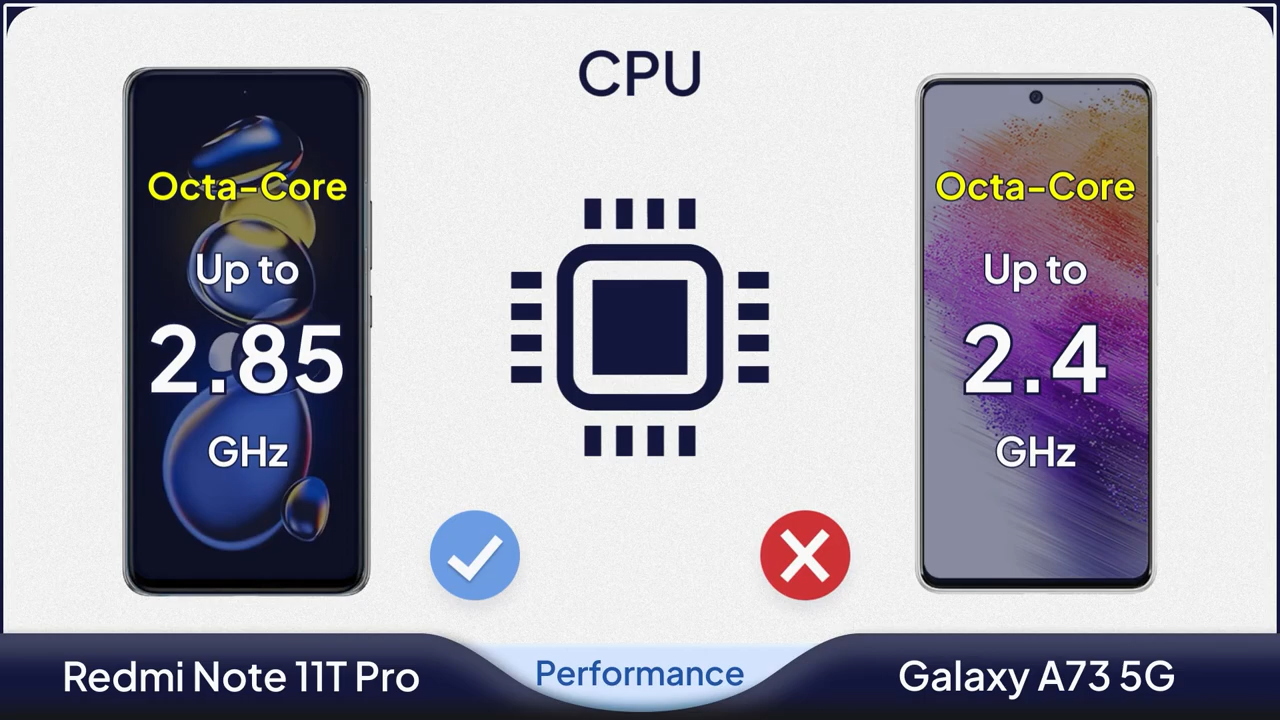 CPU
Octa-Core
Up to
2.85
GHz
Octa-Core
Up to
2.4
GHz
Redmi Note 11T Pro
Performance
Galaxy A73 5G